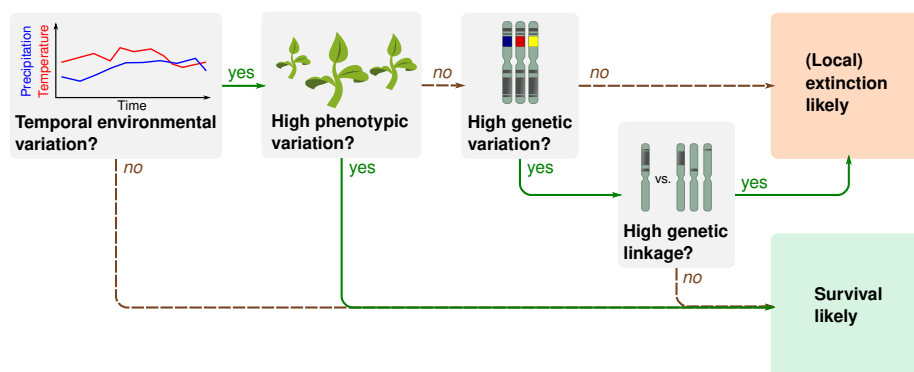 Precipitation
Temperature
Time
Temporal environmental
variation?
yes
High phenotypic
variation?
no
High genetic
variation?
no
(Local)
extinction
likely
no
yes
yes
vs.
yes
High genetic
linkage?
no
Survival
likely